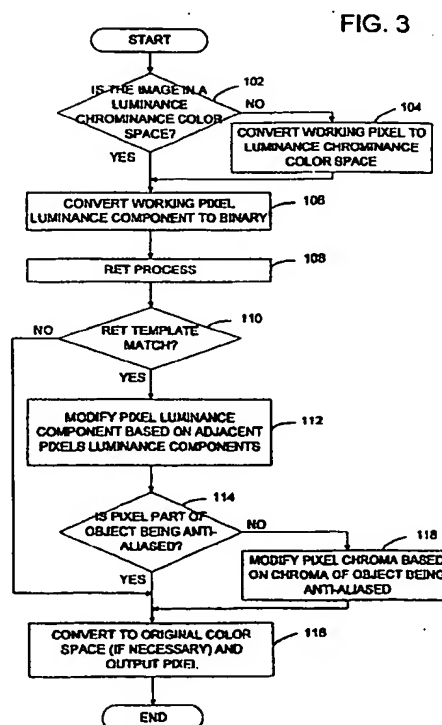 FIG. 3
START
IS THE IMAGE IN A
LUMINANCE
CHROMINANCE COLOR
SPACE?
102
NO
YES
104
CONVERT WORKING PIXEL TO
LUMINANCE CHROMINANCE
COLOR SPACE
106
CONVERT WORKING PIXEL
LUMINANCE COMPONENT TO BINARY
108
RET PROCESS
110
NO
RET TEMPLATE
MATCH?
YES
MODIFY PIXEL LUMINANCE
COMPONENT BASED ON ADJACENT
PIXELS LUMINANCE COMPONENTS
112
114
IS PIXEL PART OF
OBJECT BEING ANTI-
ALIASED?
NO
YES
118
MODIFY PIXEL CHROMA BASED
ON CHROMA OF OBJECT BEING
ANTI-ALIASED
CONVERT TO ORIGINAL COLOR
SPACE (IF NECESSARY) AND
OUTPUT PIXEL.
116
END